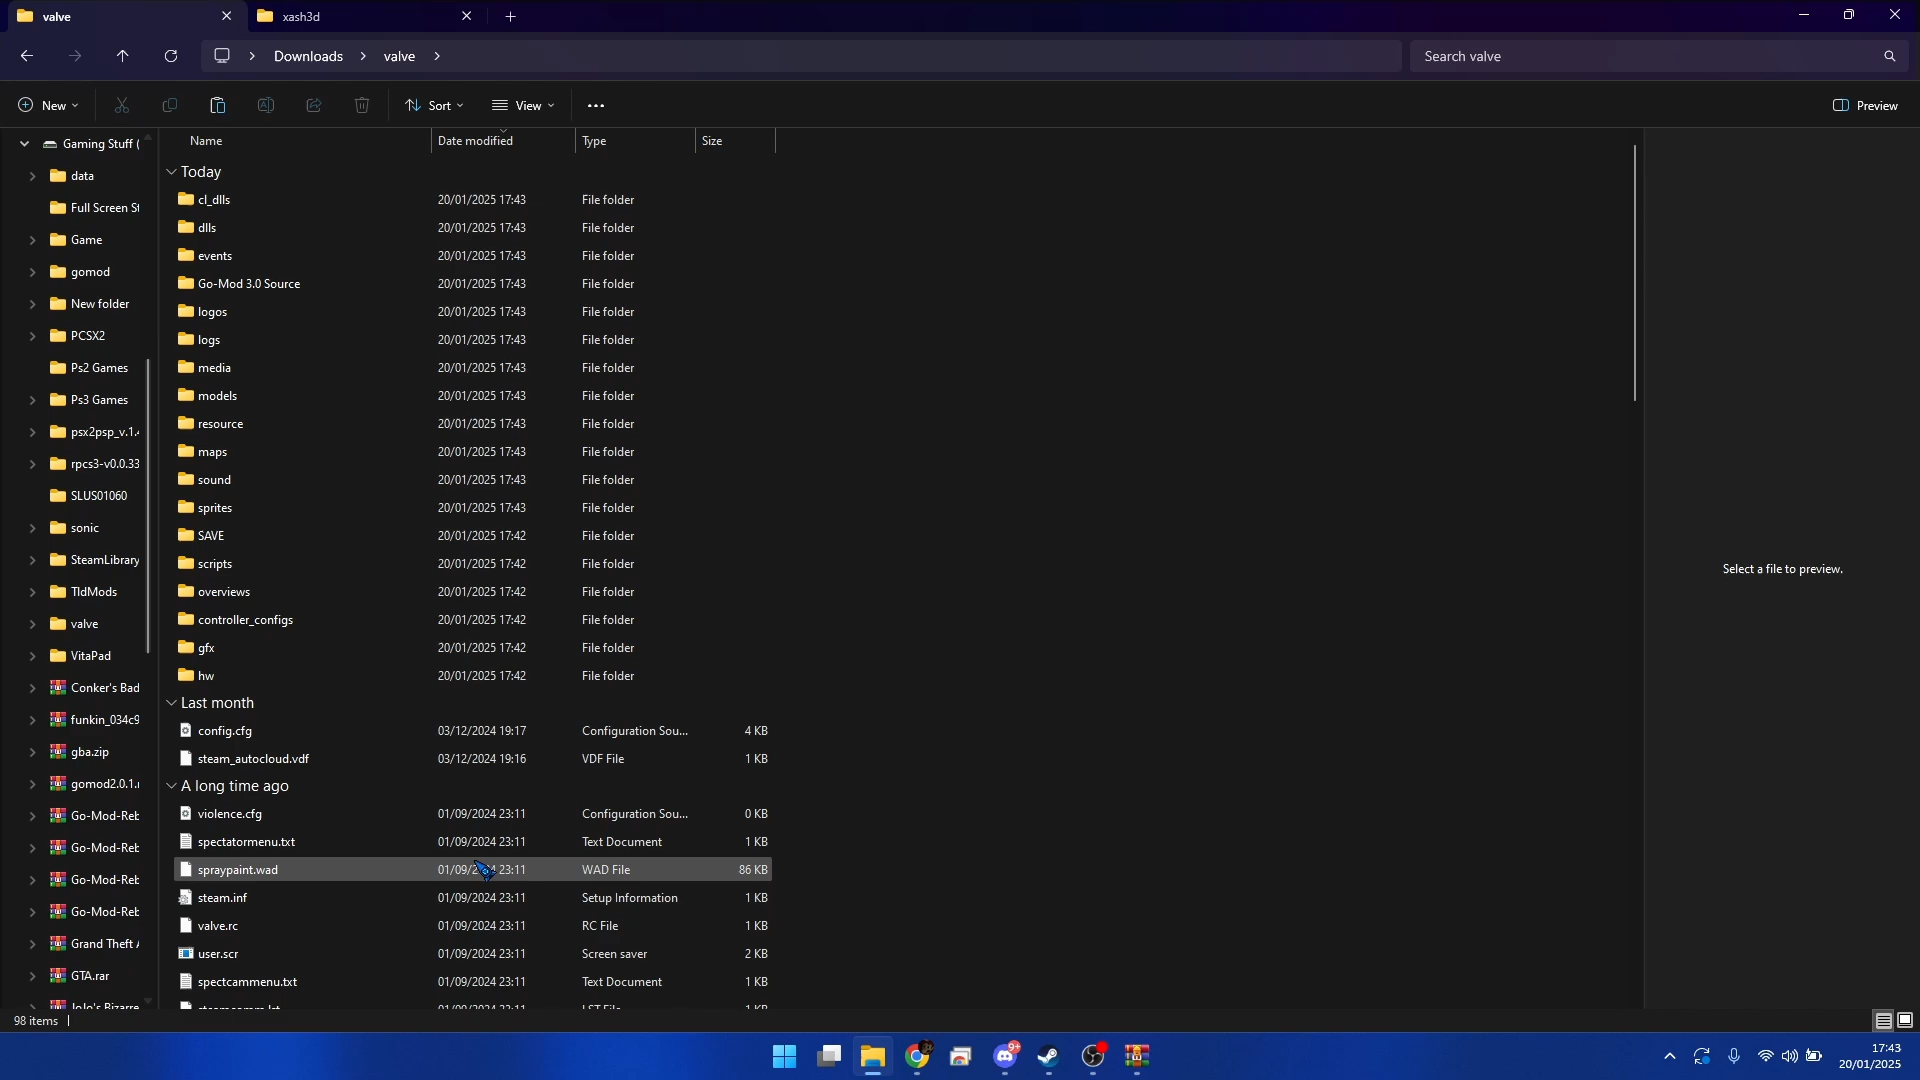 valve
xash3d
Downloads
valve
Search valve
New
Sort
View
Preview
Gaming Stuff (
data
Full Screen St
Game
gomod
New folder
PCSX2
Ps2 Games
Ps3 Games
psx2psp_v.1.4
rpcs3-v0.0.33
SLUS01060
sonic
SteamLibrary
TldMods
valve
VitaPad
Conker's Bad
funkin_034c9
gba.zip
gomod2.0.1.r
Go-Mod-Reb
Go-Mod-Reb
Go-Mod-Reb
Go-Mod-Reb
Grand Theft A
GTA.rar
JoJo's Bizarre
Name Date modified Type Size
Today
cl_dlls 20/01/2025 17:43 File folder
dlls 20/01/2025 17:43 File folder
events 20/01/2025 17:43 File folder
Go-Mod 3.0 Source 20/01/2025 17:43 File folder
logos 20/01/2025 17:43 File folder
logs 20/01/2025 17:43 File folder
media 20/01/2025 17:43 File folder
models 20/01/2025 17:43 File folder
resource 20/01/2025 17:43 File folder
maps 20/01/2025 17:43 File folder
sound 20/01/2025 17:43 File folder
sprites 20/01/2025 17:43 File folder
SAVE 20/01/2025 17:42 File folder
scripts 20/01/2025 17:42 File folder
overviews 20/01/2025 17:42 File folder
controller_configs 20/01/2025 17:42 File folder
gfx 20/01/2025 17:42 File folder
hw 20/01/2025 17:42 File folder
Last month
config.cfg 03/12/2024 19:17 Configuration Sou... 4 KB
steam_autocloud.vdf 03/12/2024 19:16 VDF File 1 KB
A long time ago
violence.cfg 01/09/2024 23:11 Configuration Sou... 0 KB
spectatormenu.txt 01/09/2024 23:11 Text Document 1 KB
spraypaint.wad 01/09/2024 23:11 WAD File 86 KB
steam.inf 01/09/2024 23:11 Setup Information 1 KB
valve.rc 01/09/2024 23:11 RC File 1 KB
user.scr 01/09/2024 23:11 Screen saver 2 KB
spectcammenu.txt 01/09/2024 23:11 Text Document 1 KB
Select a file to preview.
98 items
9+
17:43
20/01/2025